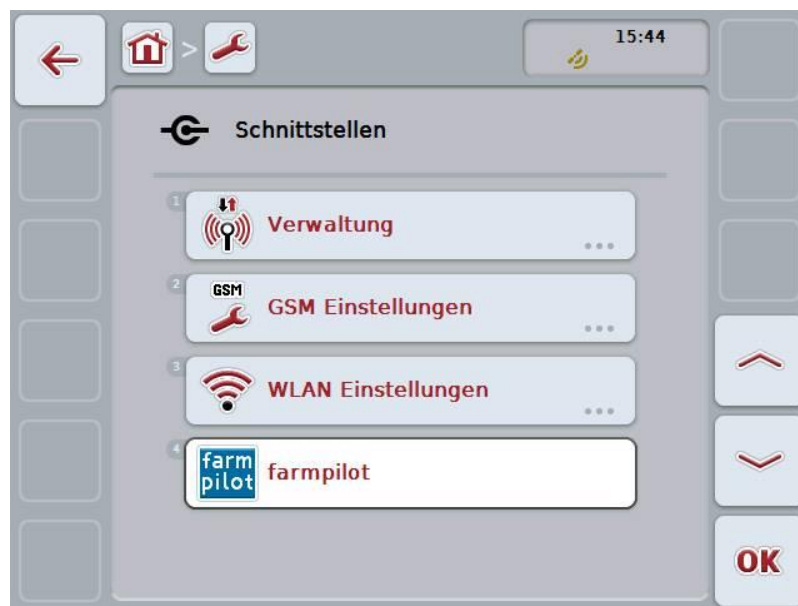 15:44
Schnittstellen
1
Verwaltung
2
GSM
GSM Einstellungen
3
WLAN Einstellungen
4
farm
pilot
farmpilot
OK